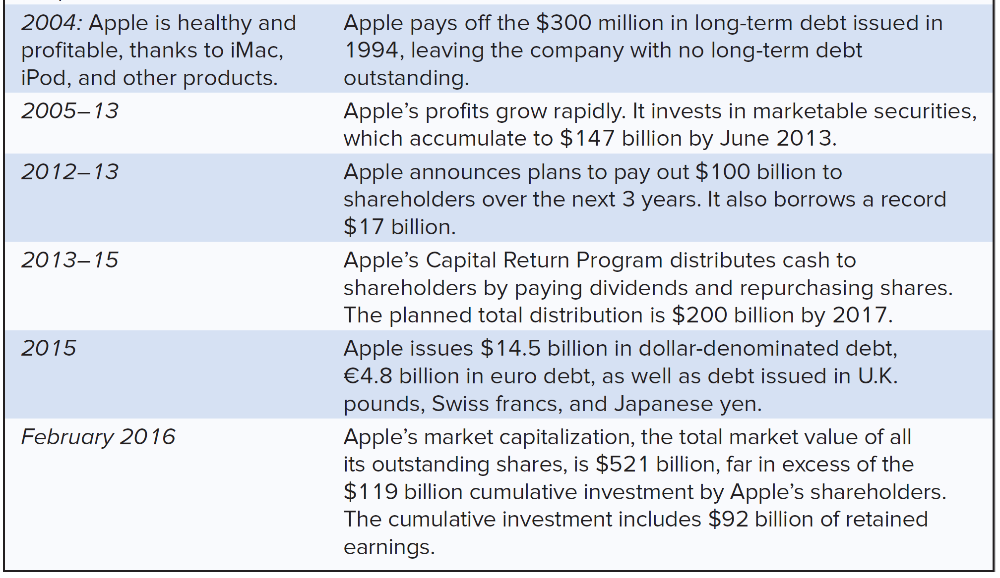 2004: Apple is healthy and
profitable, thanks to iMac,
iPod, and other products.
Apple pays off the $300 million in long-term debt issued in
1994, leaving the company with no long-term debt
outstanding.
2005–13
Apple’s profits grow rapidly. It invests in marketable securities,
which accumulate to $147 billion by June 2013.
2012–13
Apple announces plans to pay out $100 billion to
shareholders over the next 3 years. It also borrows a record
$17 billion.
2013–15
Apple’s Capital Return Program distributes cash to
shareholders by paying dividends and repurchasing shares.
The planned total distribution is $200 billion by 2017.
2015
Apple issues $14.5 billion in dollar-denominated debt,
€4.8 billion in euro debt, as well as debt issued in U.K.
pounds, Swiss francs, and Japanese yen.
February 2016
Apple’s market capitalization, the total market value of all
its outstanding shares, is $521 billion, far in excess of the
$119 billion cumulative investment by Apple’s shareholders.
The cumulative investment includes $92 billion of retained
earnings.